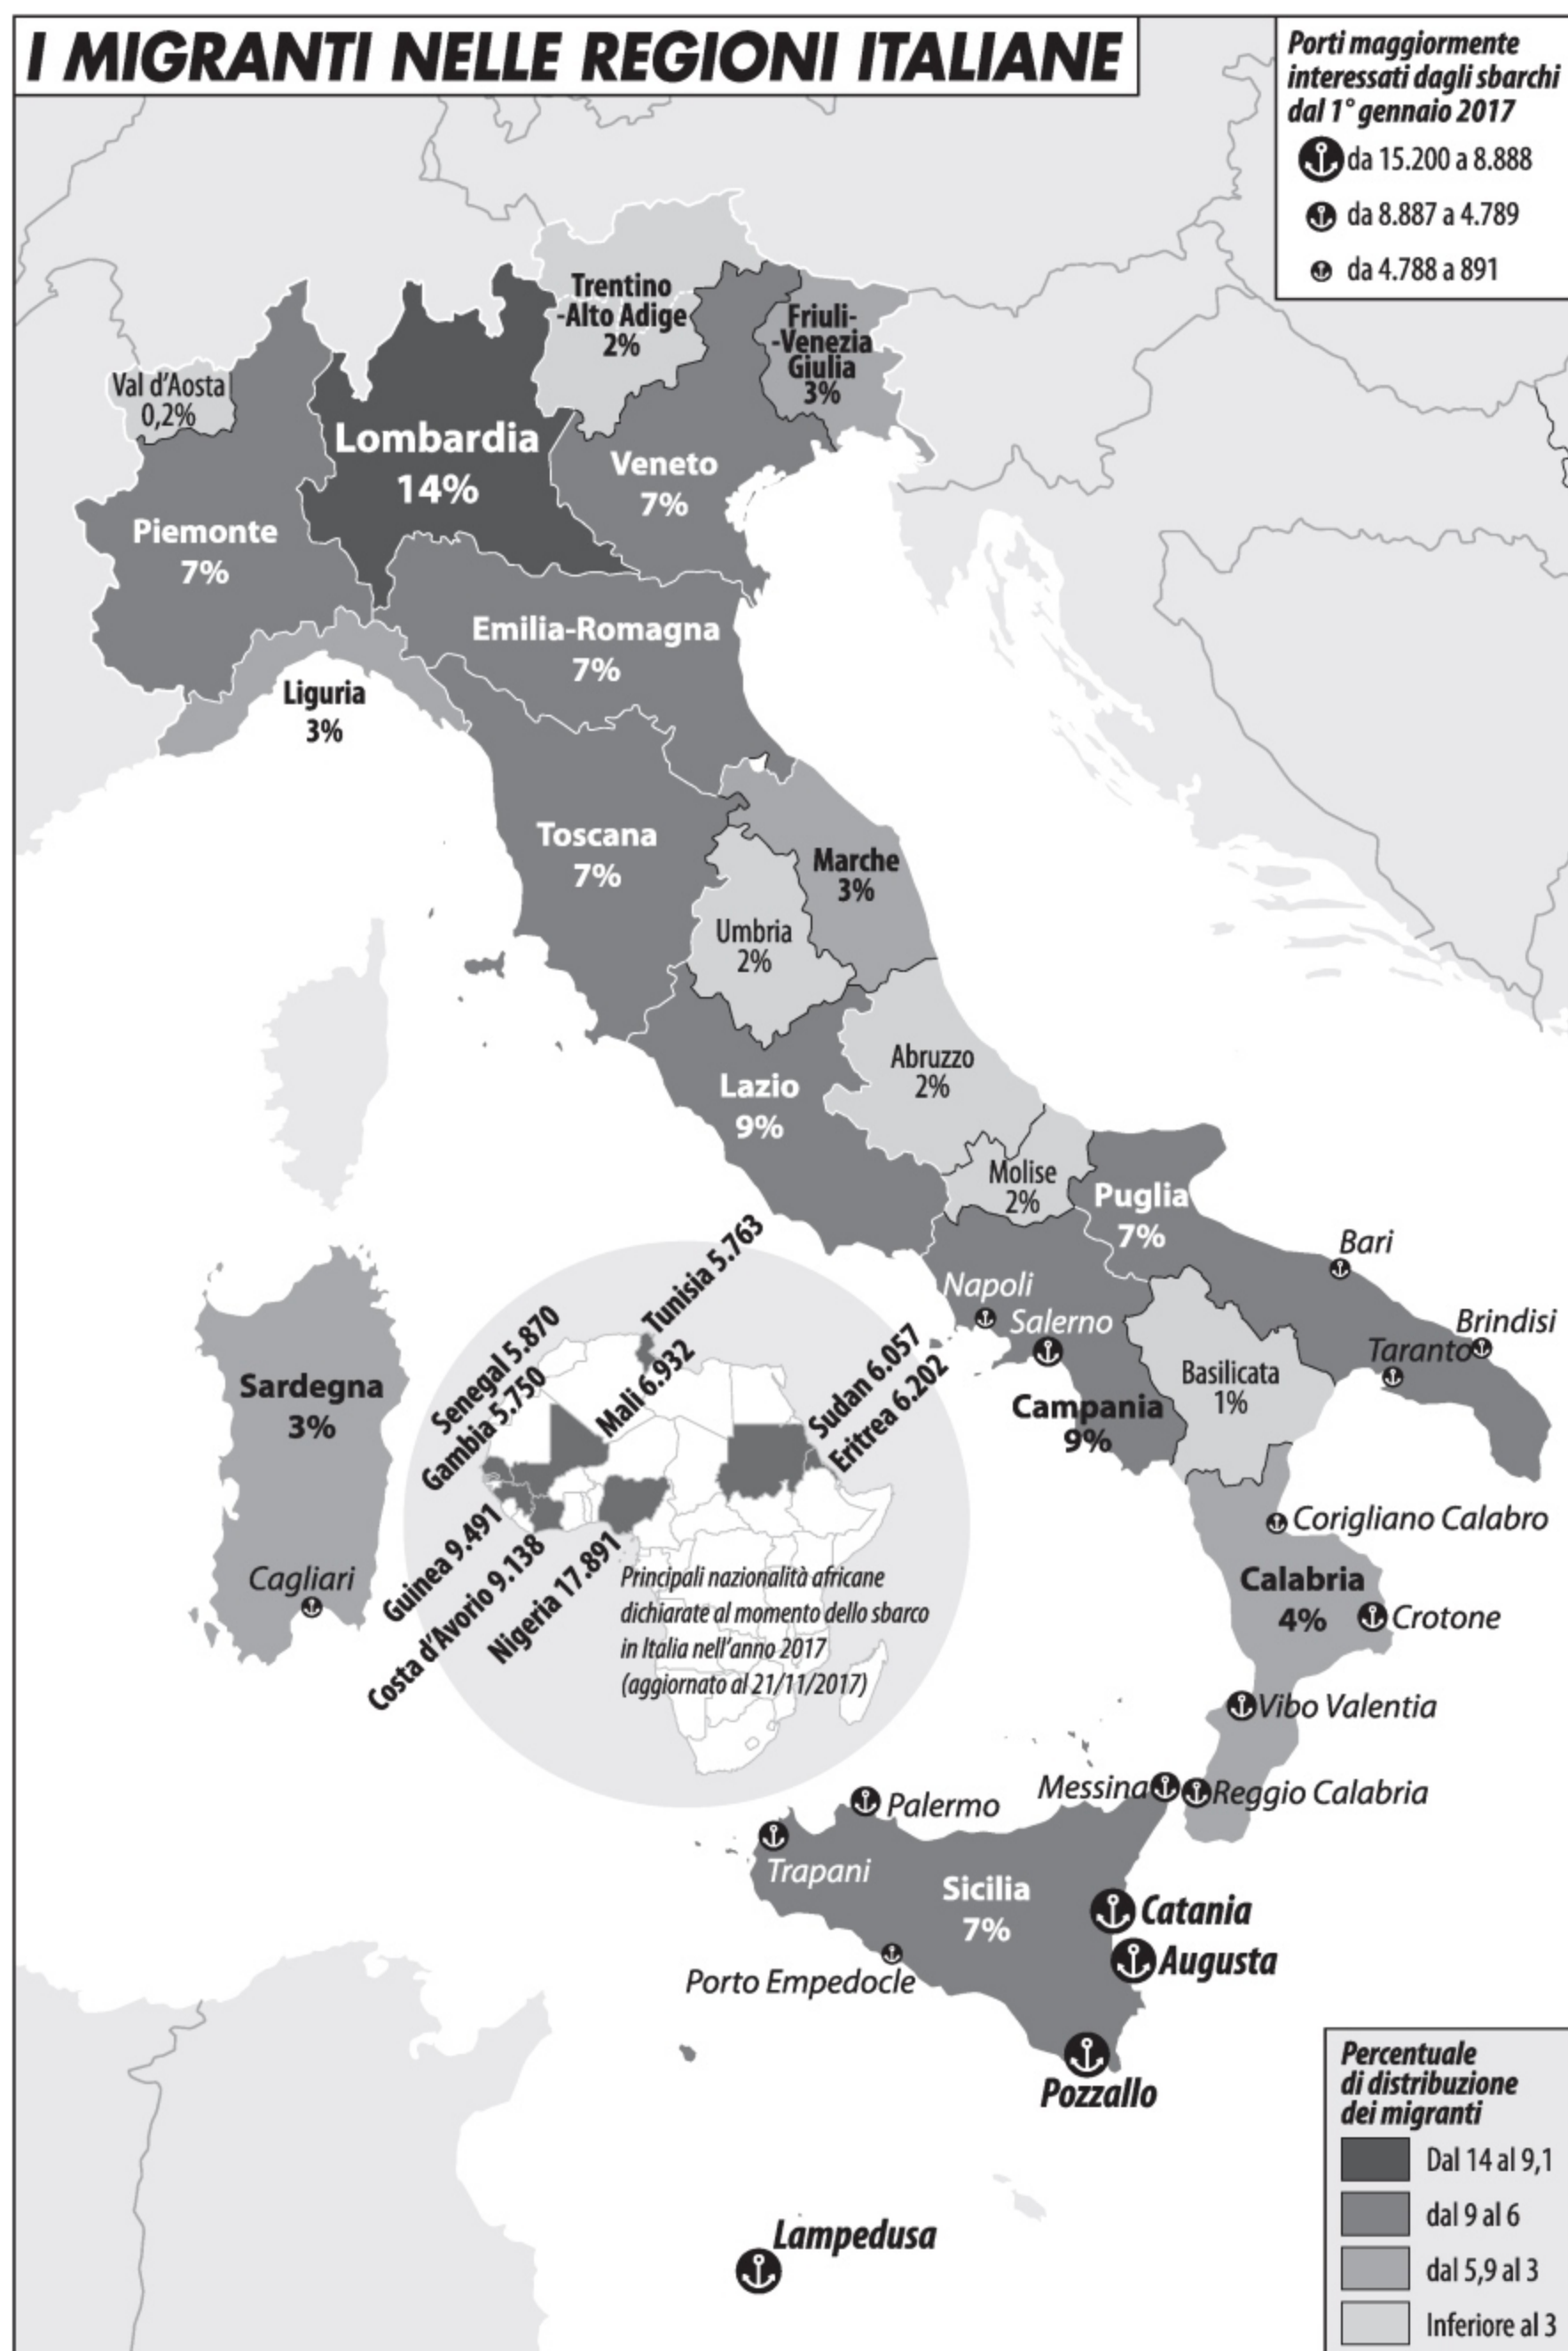 I MIGRANTI NELLE REGIONI ITALIANE
Porti maggiormente
interessati dagli sbarchi
dal 1° gennaio 2017
da 15.200 a 8.888
da 8.887 a 4.789
da 4.788 a 891
Trentino
-Alto Adige
2%
Friuli-
-Venezia
Giulia
3%
Val d'Aosta
0,2%
Lombardia
14%
Veneto
7%
Piemonte
7%
Emilia-Romagna
7%
Liguria
3%
Toscana
7%
Marche
3%
Umbria
2%
Abruzzo
2%
Lazio
9%
Molise
2%
Puglia
7%
Bari
Napoli
Salerno
Brindisi
Taranto
Basilicata
1%
Campania
9%
Sardegna
3%
Cagliari
Tunisia 5.763
Senegal 5.870
Gambia 5.750
Mali 6.932
Sudan 6.057
Eritrea 6.202
Guinea 9.491
Costa d'Avorio 9.138
Nigeria 17.891
Principali nazionalità africane
dichiarate al momento dello sbarco
in Italia nell'anno 2017
(aggiornato al 21/11/2017)
Corigliano Calabro
Calabria
4%
Crotone
Vibo Valentia
Messina
Reggio Calabria
Palermo
Trapani
Sicilia
7%
Catania
Augusta
Porto Empedocle
Pozzallo
Lampedusa
Percentuale
di distribuzione
dei migranti
Dal 14 al 9,1
dal 9 al 6
dal 5,9 al 3
Inferiore al 3